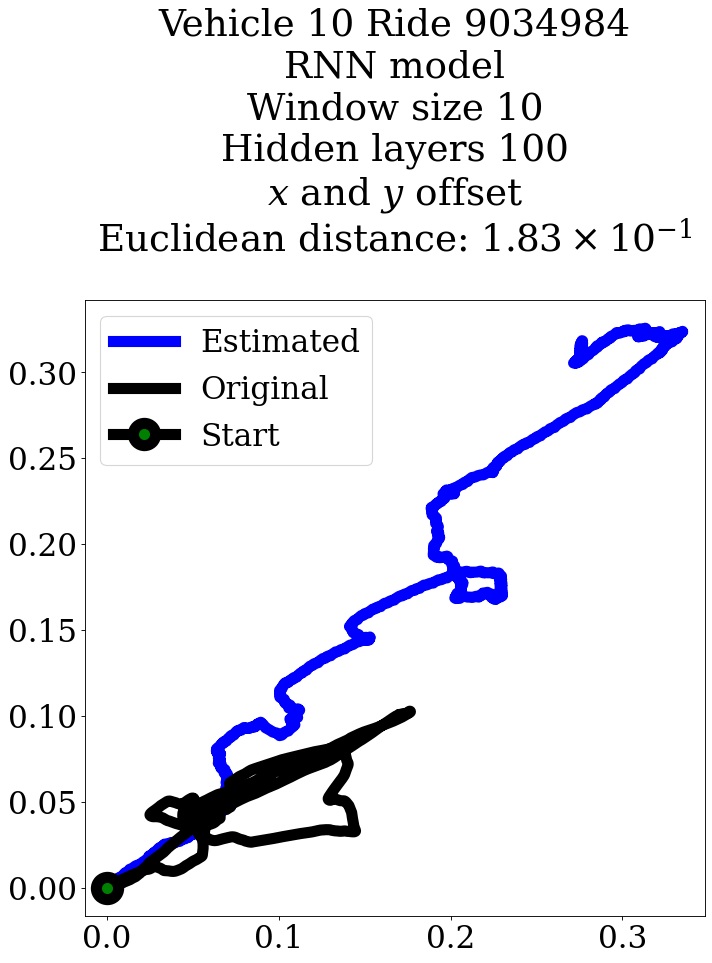 Vehicle 10 Ride 9034984
RNN model
Window size 10
Hidden layers 100
x and y offset
Euclidean distance: 1.83 × 10⁻¹
Estimated
Original
Start
0.30
0.25
0.20
0.15
0.10
0.05
0.00
0.0 0.1 0.2 0.3